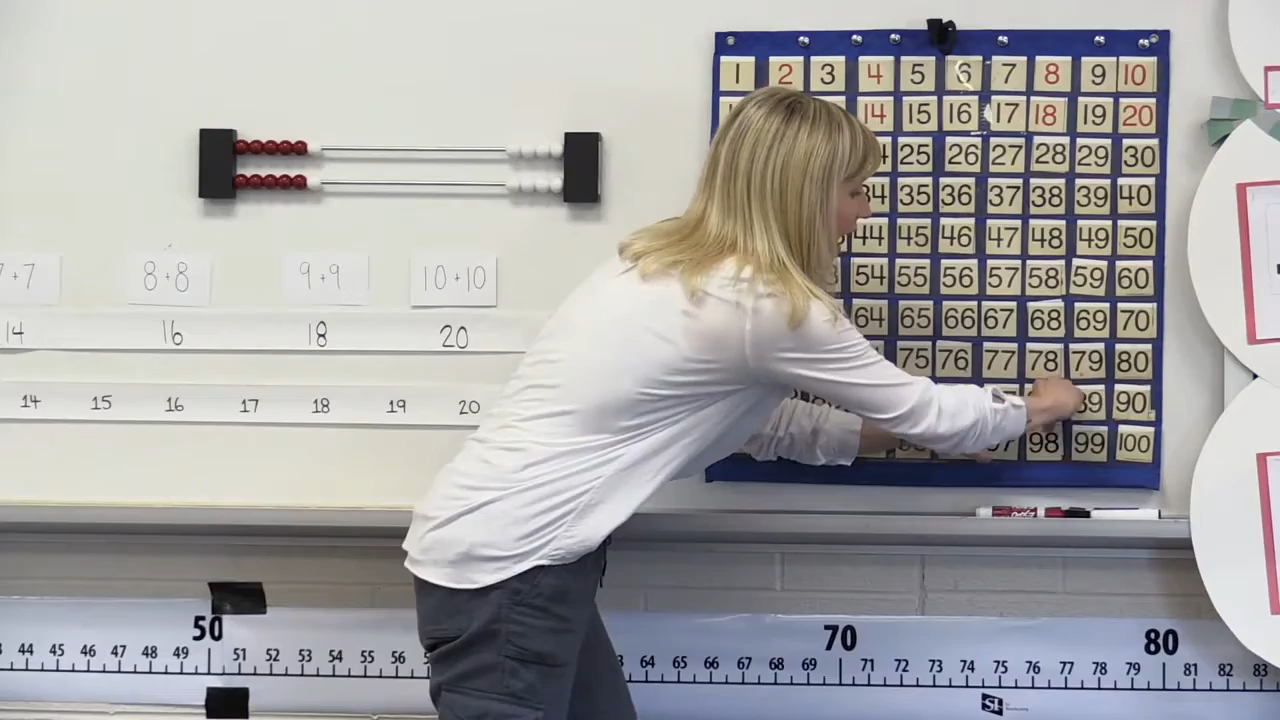 1 2 3 4 5 6 7 8 9 10
14 15 16 17 18 19 20
25 26 27 28 29 30
34 35 36 37 38 39 40
44 45 46 47 48 49 50
54 55 56 57 58 59 60
64 65 66 67 68 69 70
75 76 77 78 79 80
89 90
97 98 99 100
7+7 8+8 9+9 10+10
14 16 18 20
14 15 16 17 18 19 20
50 70 80
44 45 46 47 48 49 51 52 53 54 55 56 64 65 66 67 68 69 71 72 73 74 75 76 77 78 79 81 82 83